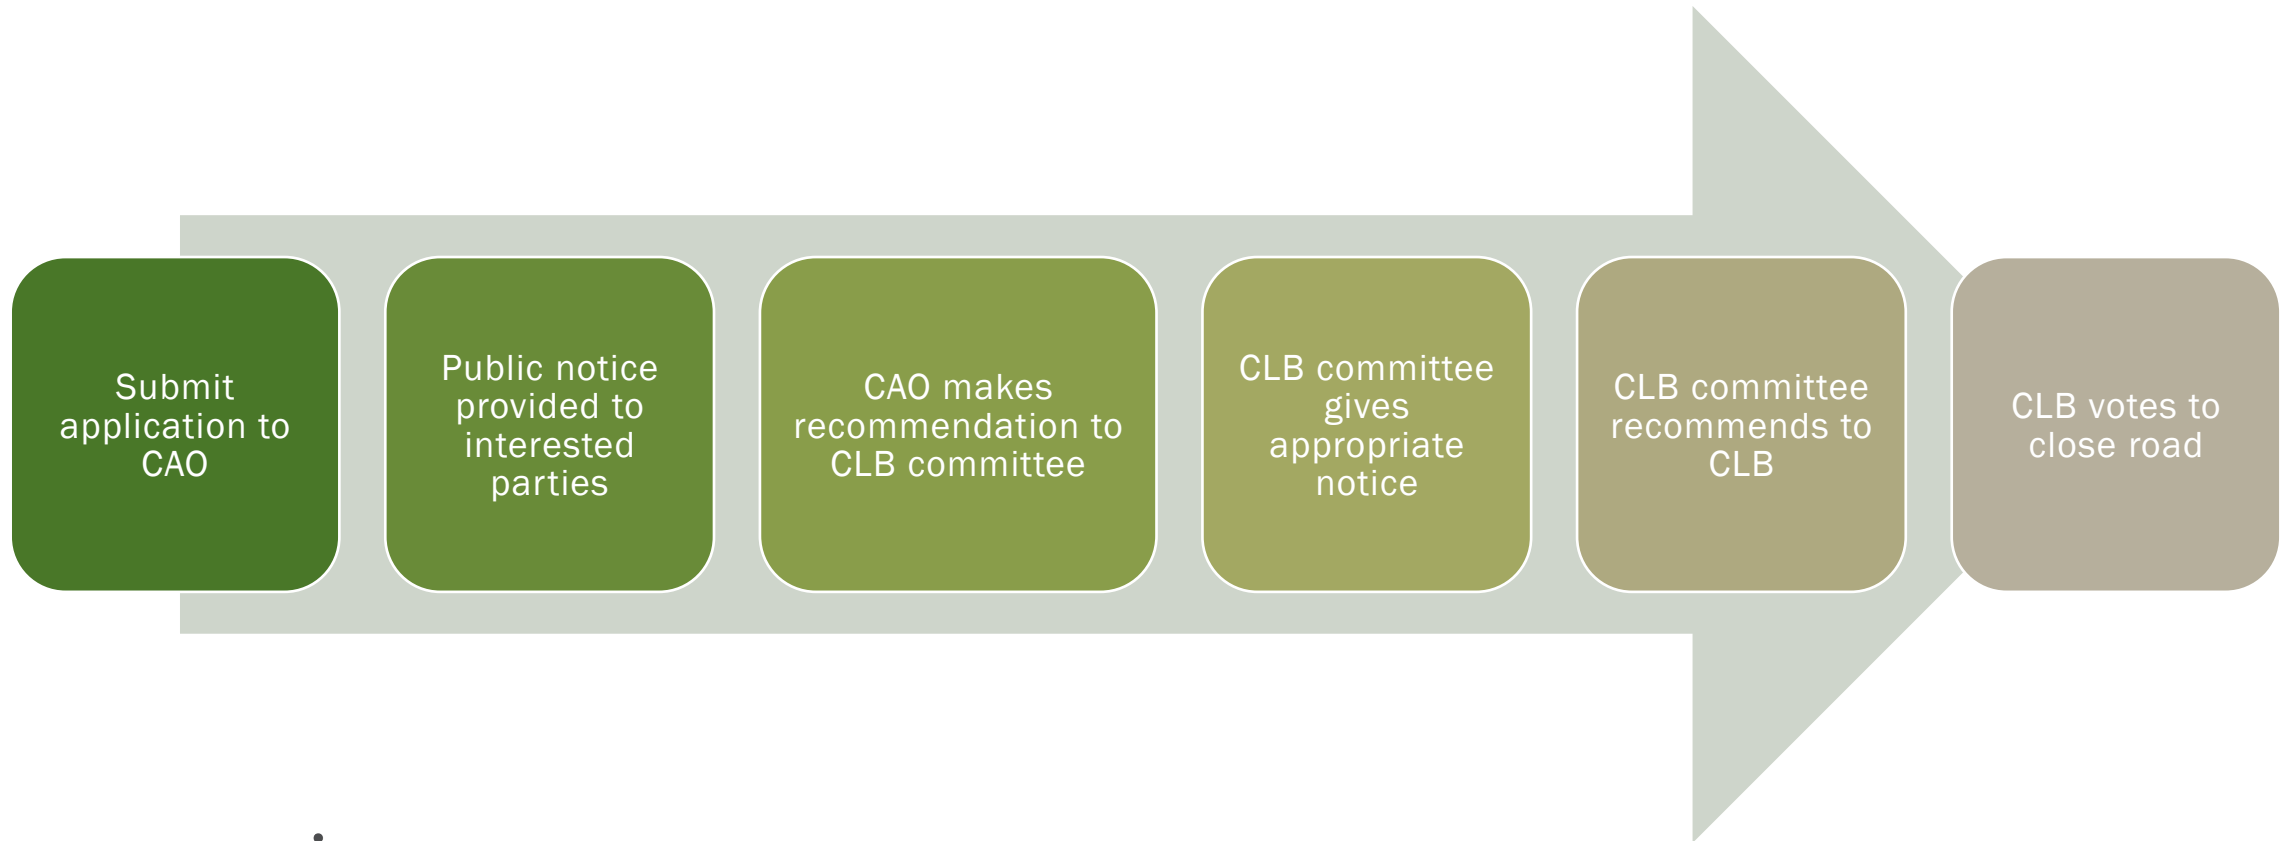 Submit
application to
CAO
Public notice
provided to
interested
parties
CAO makes
recommendation to
CLB committee
CLB committee
gives
appropriate
notice
CLB committee
recommends to
CLB
CLB votes to
close road